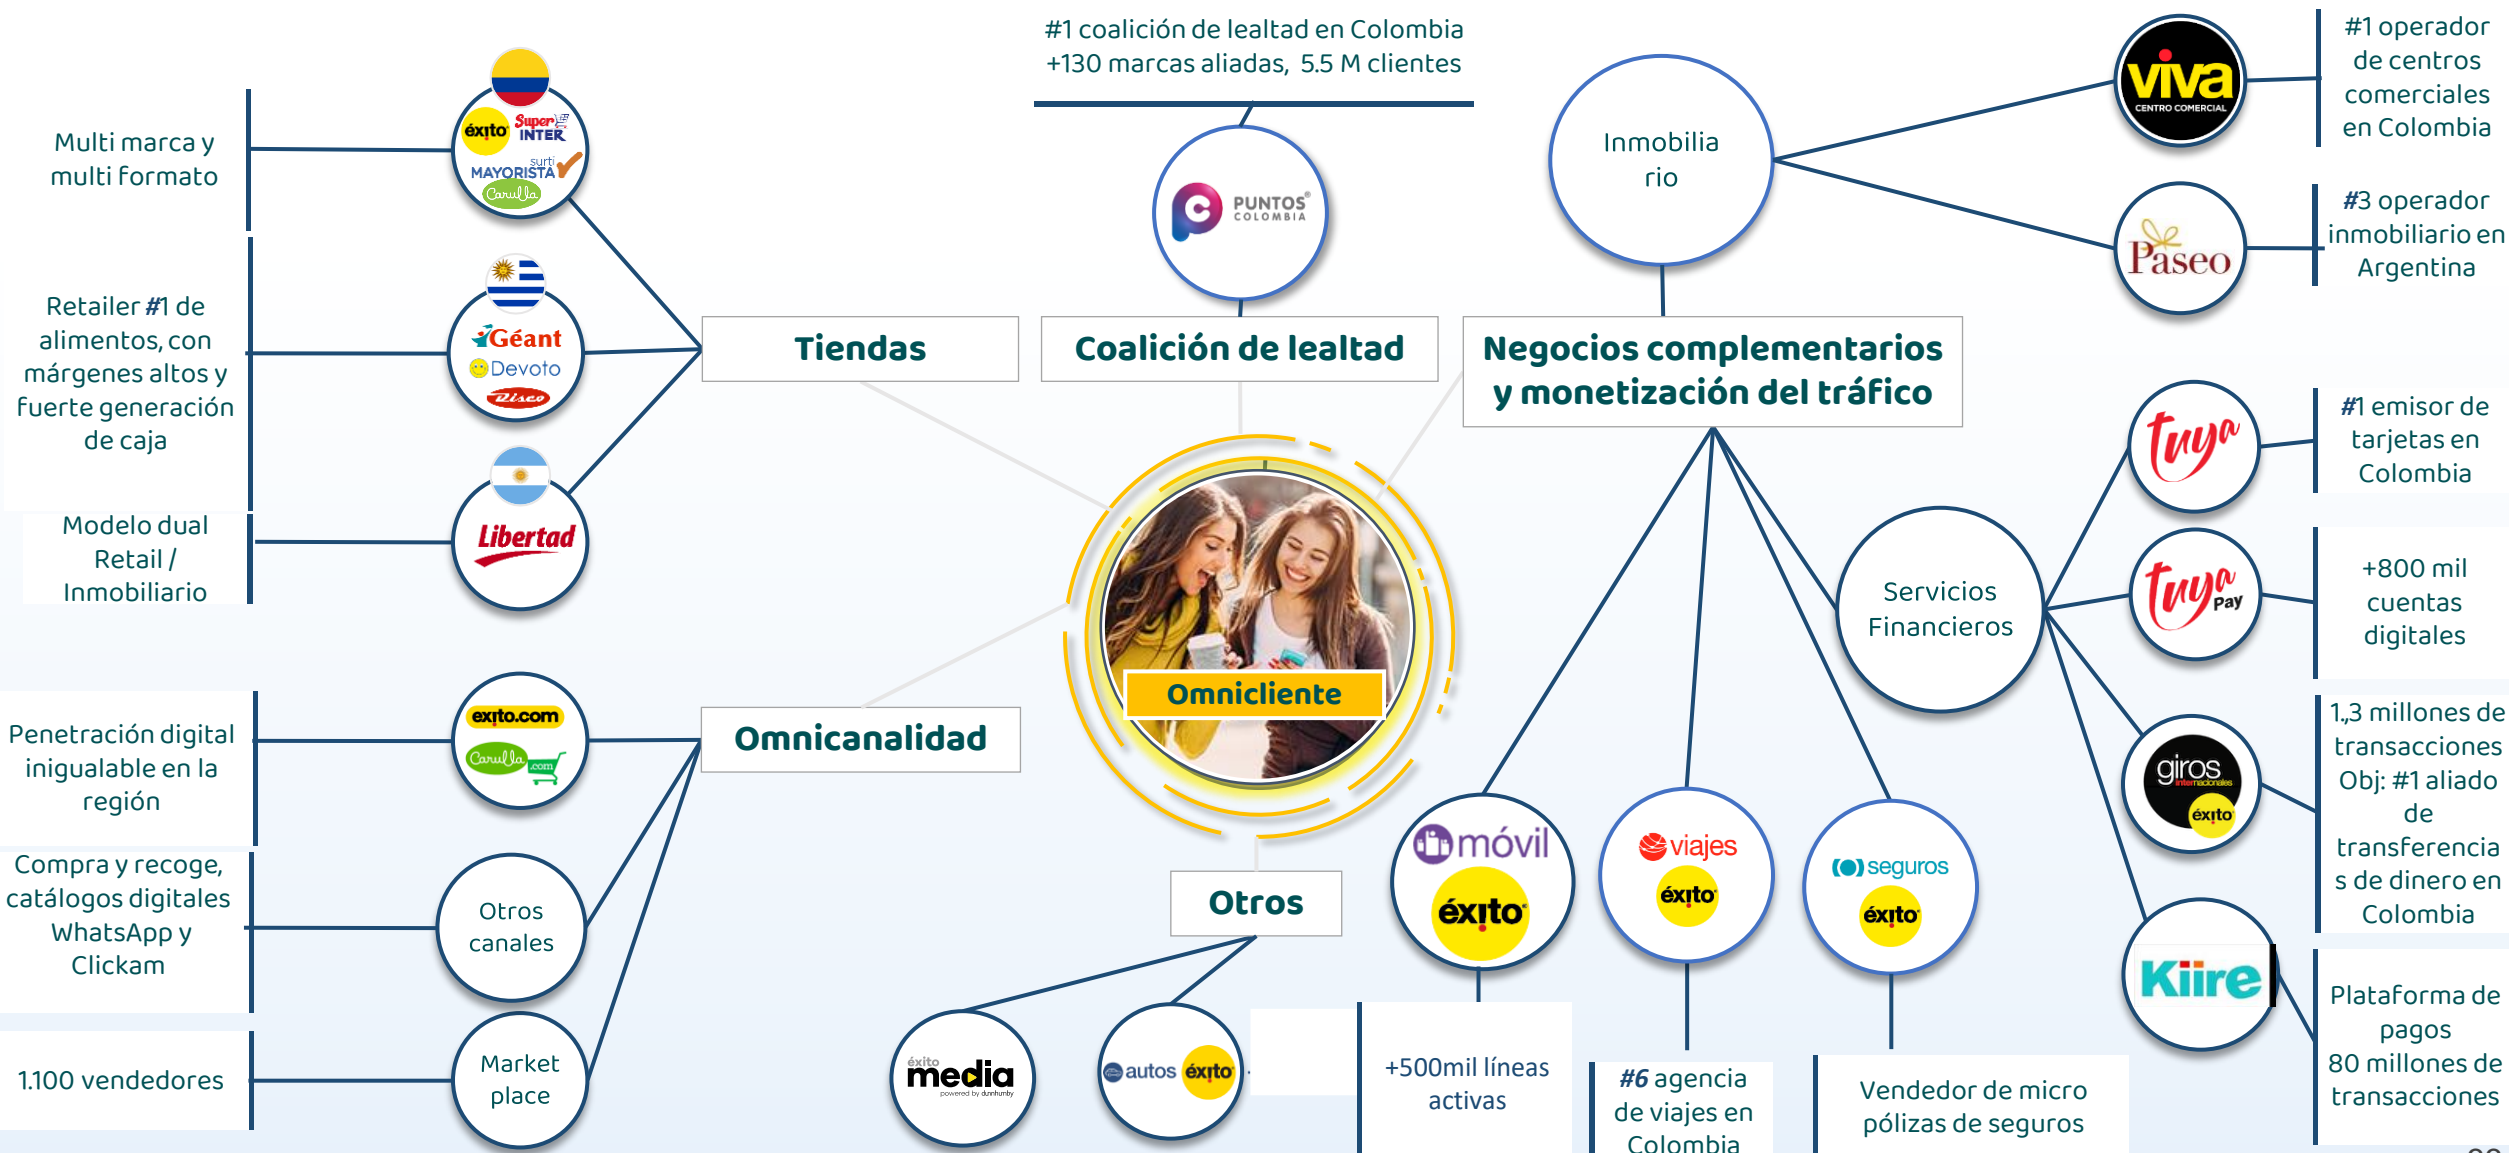 #1 coalición de lealtad en Colombia
+130 marcas aliadas, 5.5 M clientes
PUNTOS
COLOMBIA
Coalición de lealtad
Multi marca y
multi formato
éxito
Super
INTER
surti
MAYORISTA
Carulla
Retailer #1 de
alimentos, con
márgenes altos y
fuerte generación
de caja
Géant
Devoto
Disco
Modelo dual
Retail /
Inmobiliario
Libertad
Tiendas
Inmobilia
rio
viva
CENTRO COMERCIAL
#1 operador
de centros
comerciales
en Colombia
Paseo
#3 operador
inmobiliario en
Argentina
Negocios complementarios
y monetización del tráfico
Servicios
Financieros
tuya
#1 emisor de
tarjetas en
Colombia
tuya
Pay
+800 mil
cuentas
digitales
giros
internacionales
éxito
1.,3 millones de
transacciones
Obj: #1 aliado
de
transferencia
s de dinero en
Colombia
Kiire
Plataforma de
pagos
80 millones de
transacciones
Omnicliente
Penetración digital
inigualable en la
región
exito.com
Carulla.com
Omnicanalidad
Compra y recoge,
catálogos digitales
WhatsApp y
Clickam
Otros
canales
1.100 vendedores
Market
place
Otros
éxito
media
powered by dunnhumby
autos éxito
móvil
éxito
+500mil líneas
activas
viajes
éxito
#6 agencia
de viajes en
Colombia
seguros
éxito
Vendedor de micro
pólizas de seguros